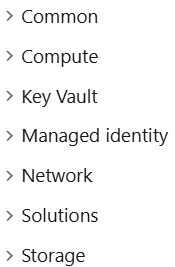 Common
Compute
Key Vault
Managed identity
Network
Solutions
Storage